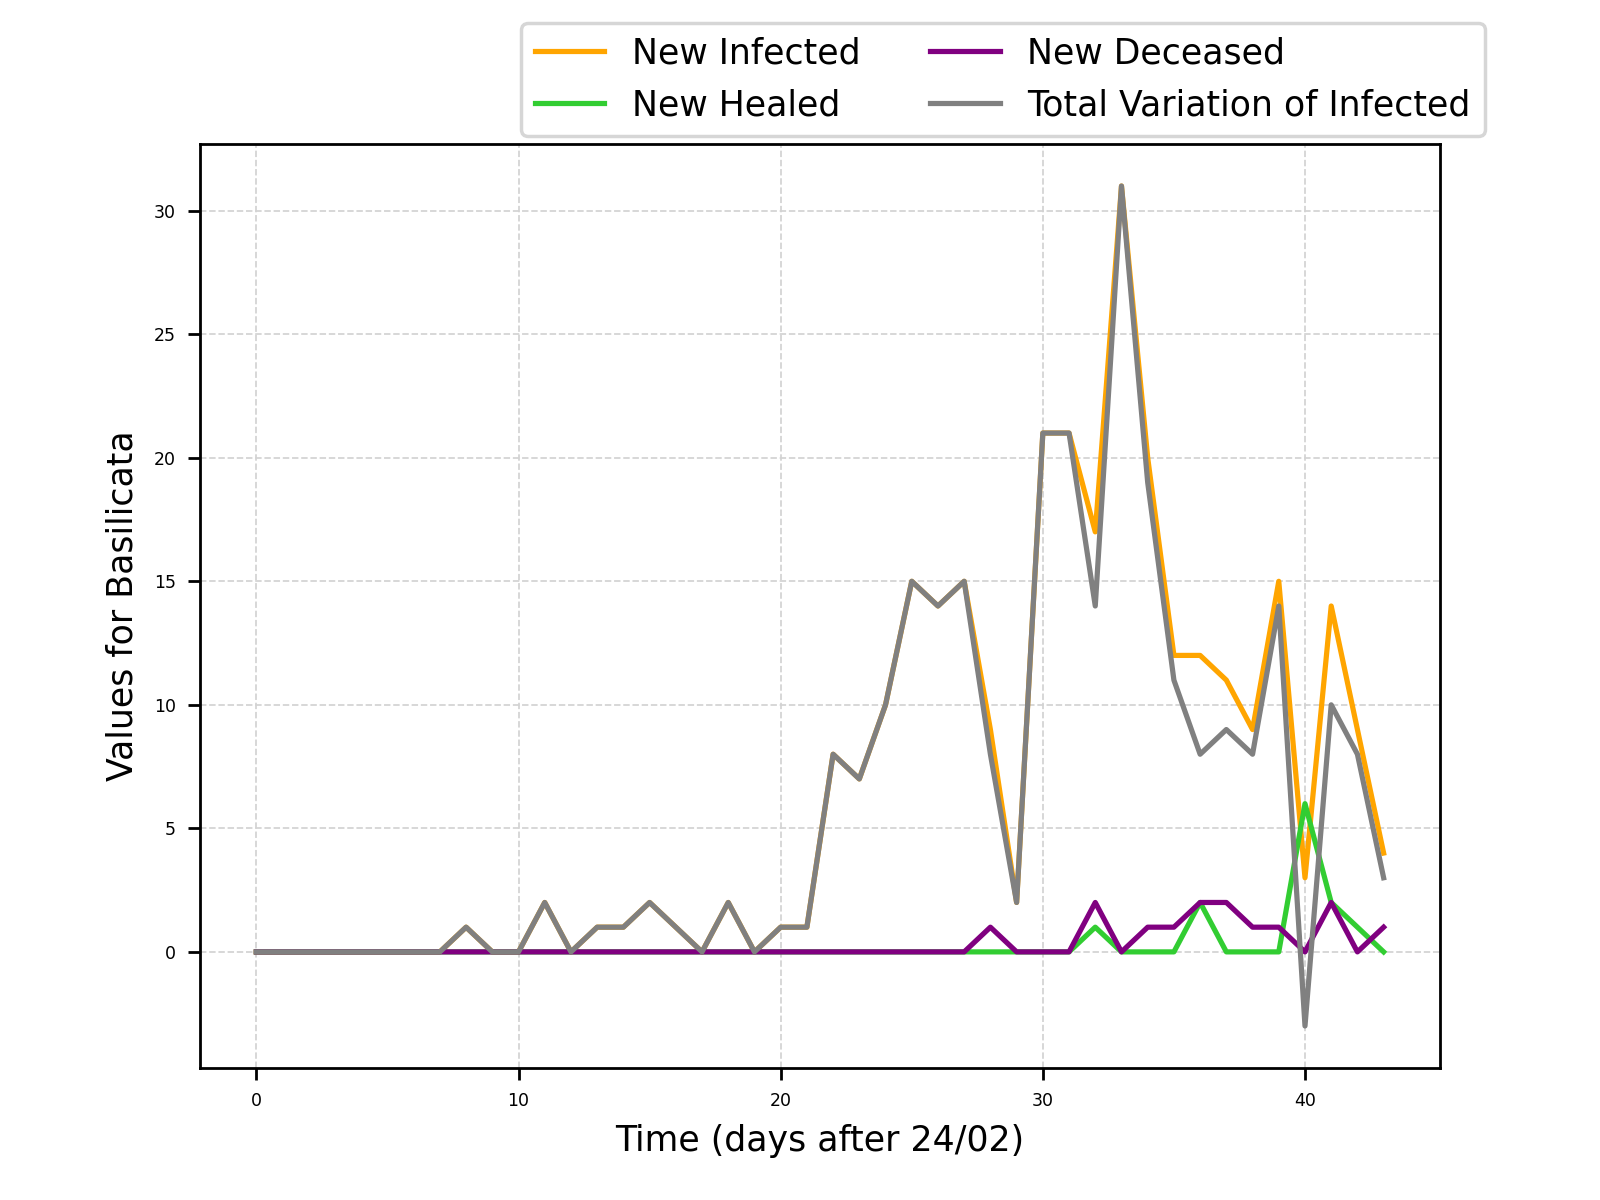 New Infected
New Healed
New Deceased
Total Variation of Infected
30
25
20
15
10
5
0
Values for Basilicata
0 10 20 30 40
Time (days after 24/02)